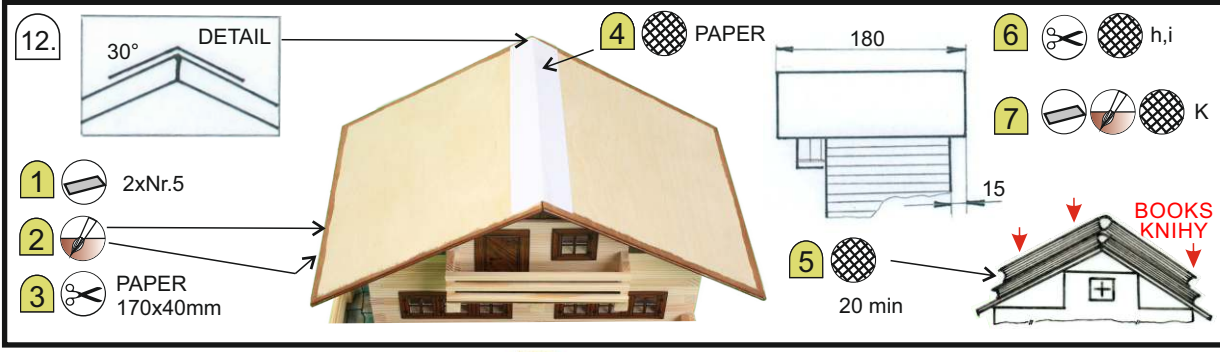 12.
30°
DETAIL
4 PAPER
180
6 h,i
7 K
1 2xNr.5
2
3 PAPER
170x40mm
15
5
20 min
BOOKS
KNIHY